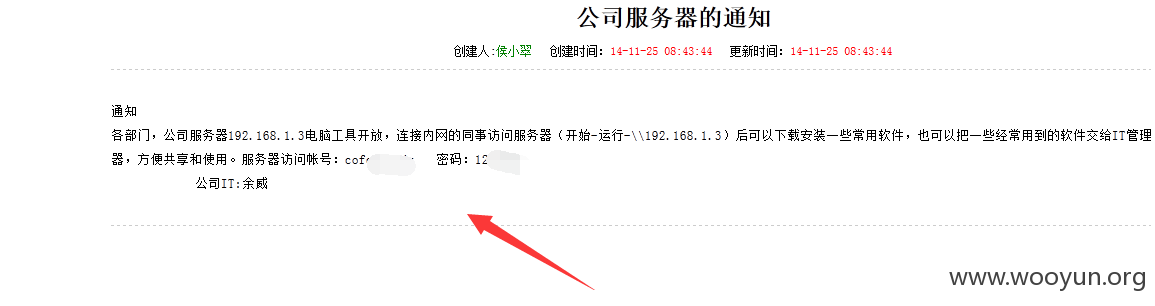 公司服务器的通知
创建人:侯小翠 创建时间：14-11-25 08:43:44 更新时间：14-11-25 08:43:44
通知
各部门，公司服务器192.168.1.3电脑工具开放，连接内网的同事访问服务器（开始-运行-\\192.168.1.3）后可以下载安装一些常用软件，也可以把一些经常用到的软件交给IT管理
器，方便共享和使用。服务器访问帐号：cof 密码：12
公司IT:余威
www.wooyun.org